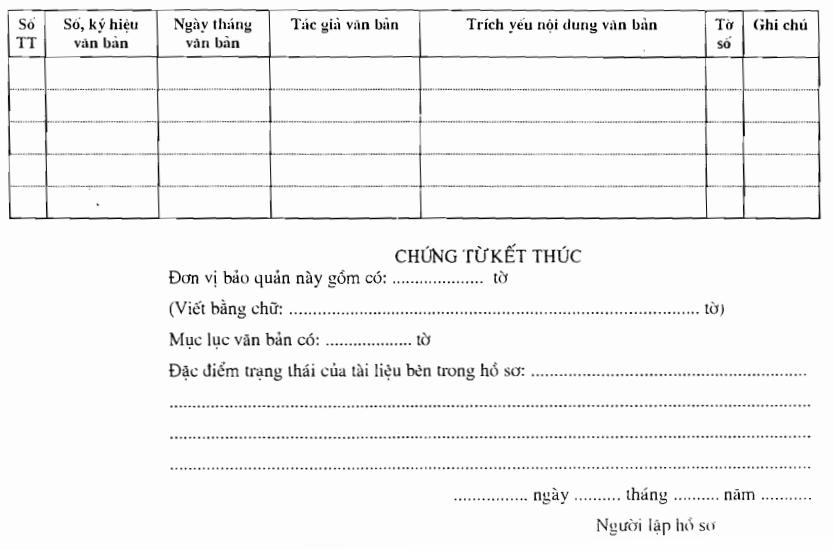 Số TT
Số, ký hiệu văn bản
Ngày tháng văn bản
Tác giả văn bản
Trích yếu nội dung văn bản
Tờ số
Ghi chú
CHỨNG TỪ KẾT THÚC
Đơn vị bảo quản này gồm có: ..................... tờ
(Viết bằng chữ: .................................................................................................. tờ)
Mục lục văn bản có: .................... tờ
Đặc điểm trạng thái của tài liệu bên trong hồ sơ: ................................................................
....................................................................................................................................................
....................................................................................................................................................
....................................................................................................................................................
................. ngày .......... tháng .......... năm ...........
Người lập hồ sơ